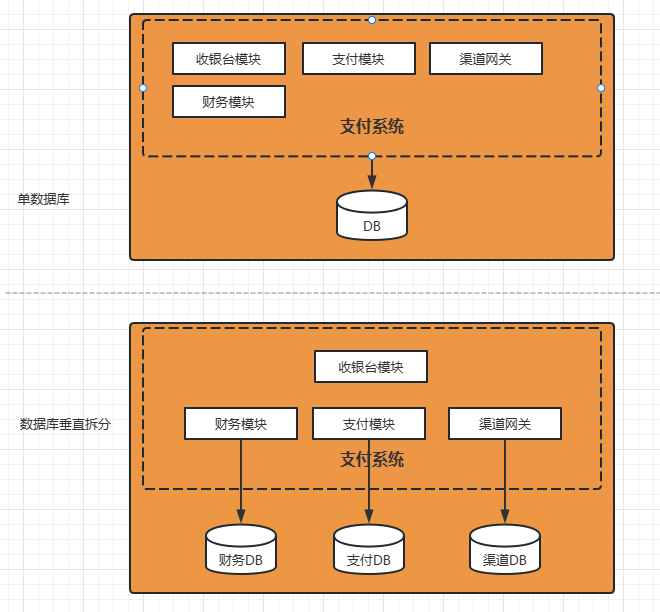 收银台模块
支付模块
渠道网关
财务模块
支付系统
单数据库
DB
收银台模块
数据库垂直拆分
财务模块
支付模块
渠道网关
支付系统
财务DB
支付DB
渠道DB